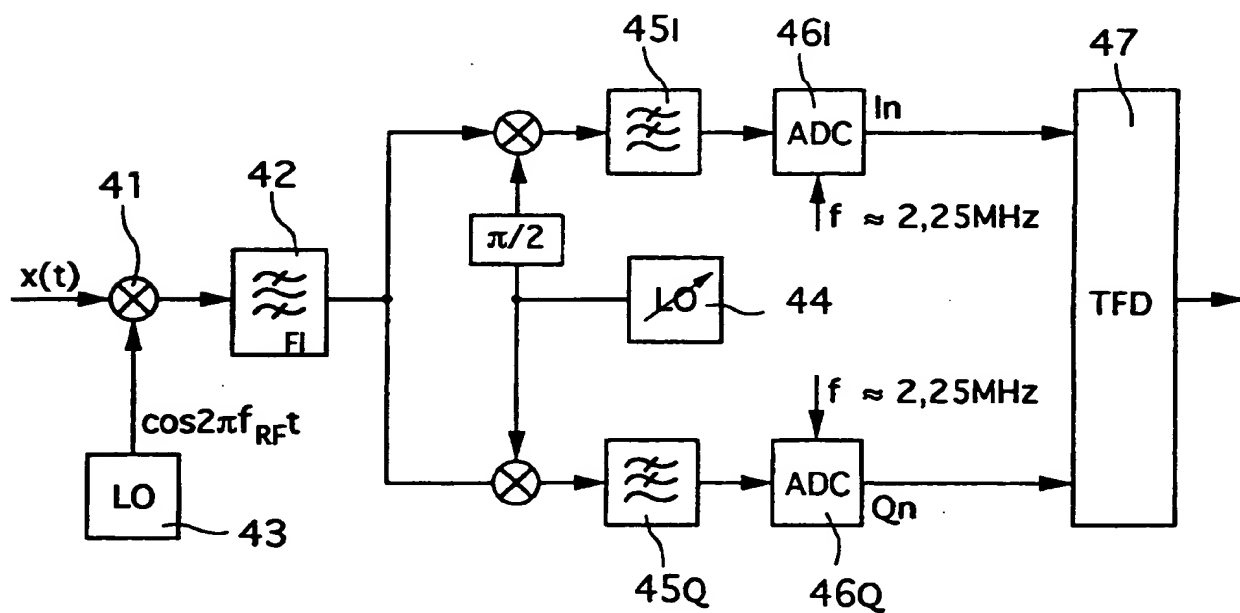 45I
46I
47
In
ADC
41
42
f ≈ 2,25MHz
π/2
x(t)
LO
44
TFD
FI
f ≈ 2,25MHz
cos2πf_RF t
LO
43
ADC
Qn
45Q
46Q